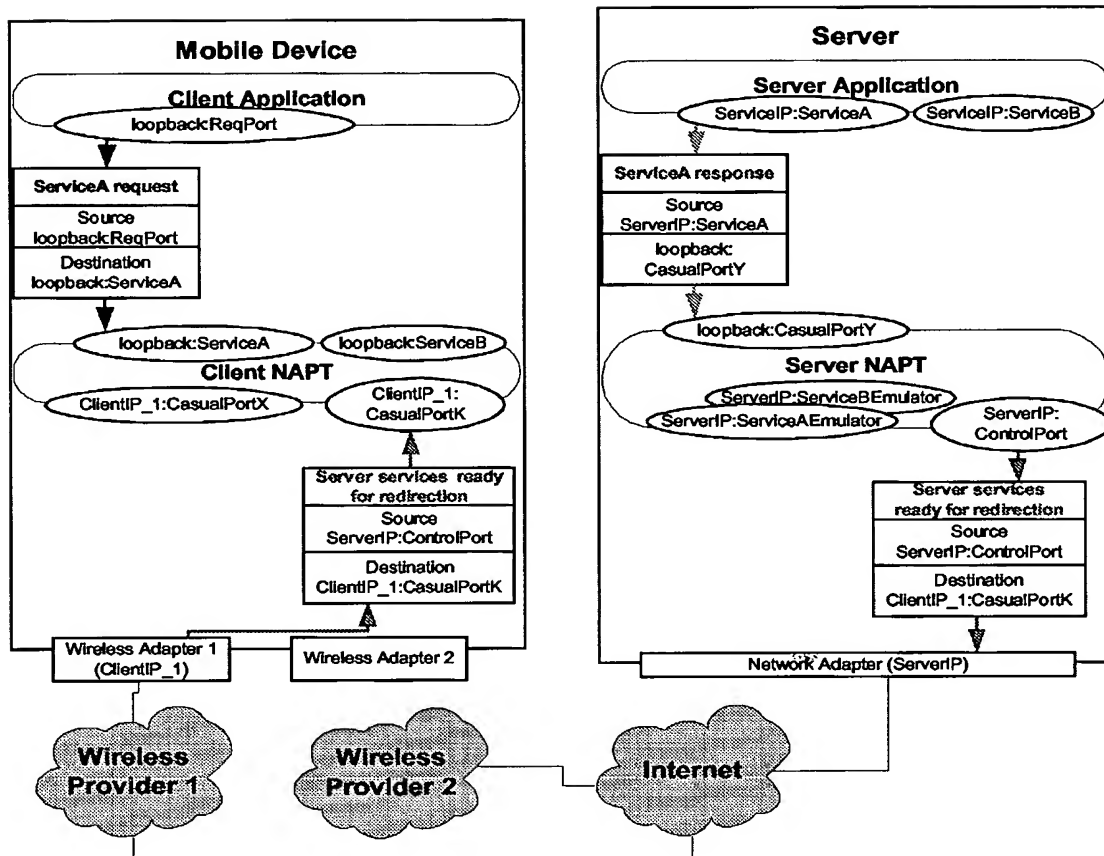 Mobile Device
Client Application
loopback:ReqPort
ServiceA request
Source
loopback:ReqPort
Destination
loopback:ServiceA
loopback:ServiceA
loopback:ServiceB
Client NAPT
ClientIP_1:CasualPortX
ClientIP_1:
CasualPortK
Server services ready
for redirection
Source
ServerIP:ControlPort
Destination
ClientIP_1:CasualPortK
Wireless Adapter 1
(ClientIP_1)
Wireless Adapter 2
Server
Server Application
ServiceIP:ServiceA
ServiceIP:ServiceB
ServiceA response
Source
ServerIP:ServiceA
loopback:
CasualPortY
loopback:CasualPortY
Server NAPT
ServerIP:ServiceBEmulator
ServerIP:ServiceAEmulator
ServerIP:
ControlPort
Server services
ready for redirection
Source
ServerIP:ControlPort
Destination
ClientIP_1:CasualPortK
Network Adapter (ServerIP)
Wireless
Provider 1
Wireless
Provider 2
Internet